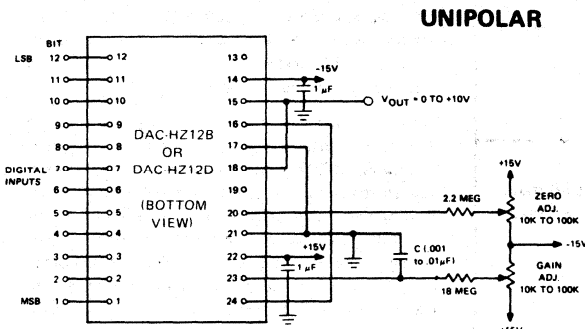 UNIPOLAR
BIT
LSB 12 12 13
11 11 14 -15V
1 µF
10 10 15 VOUT = 0 TO +10V
9 9 16
8 8 17
DAC-HZ12B
OR
DAC-HZ12D
DIGITAL INPUTS 7 7 18
6 6 19
(BOTTOM
VIEW)
5 5 20 2.2 MEG
+15V
ZERO
ADJ.
10K TO 100K
4 4 21
C (.001
to .01µF)
-15V
3 3 22 +15V
1 µF
2 2 23 18 MEG
GAIN
ADJ.
10K TO 100K
MSB 1 1 24